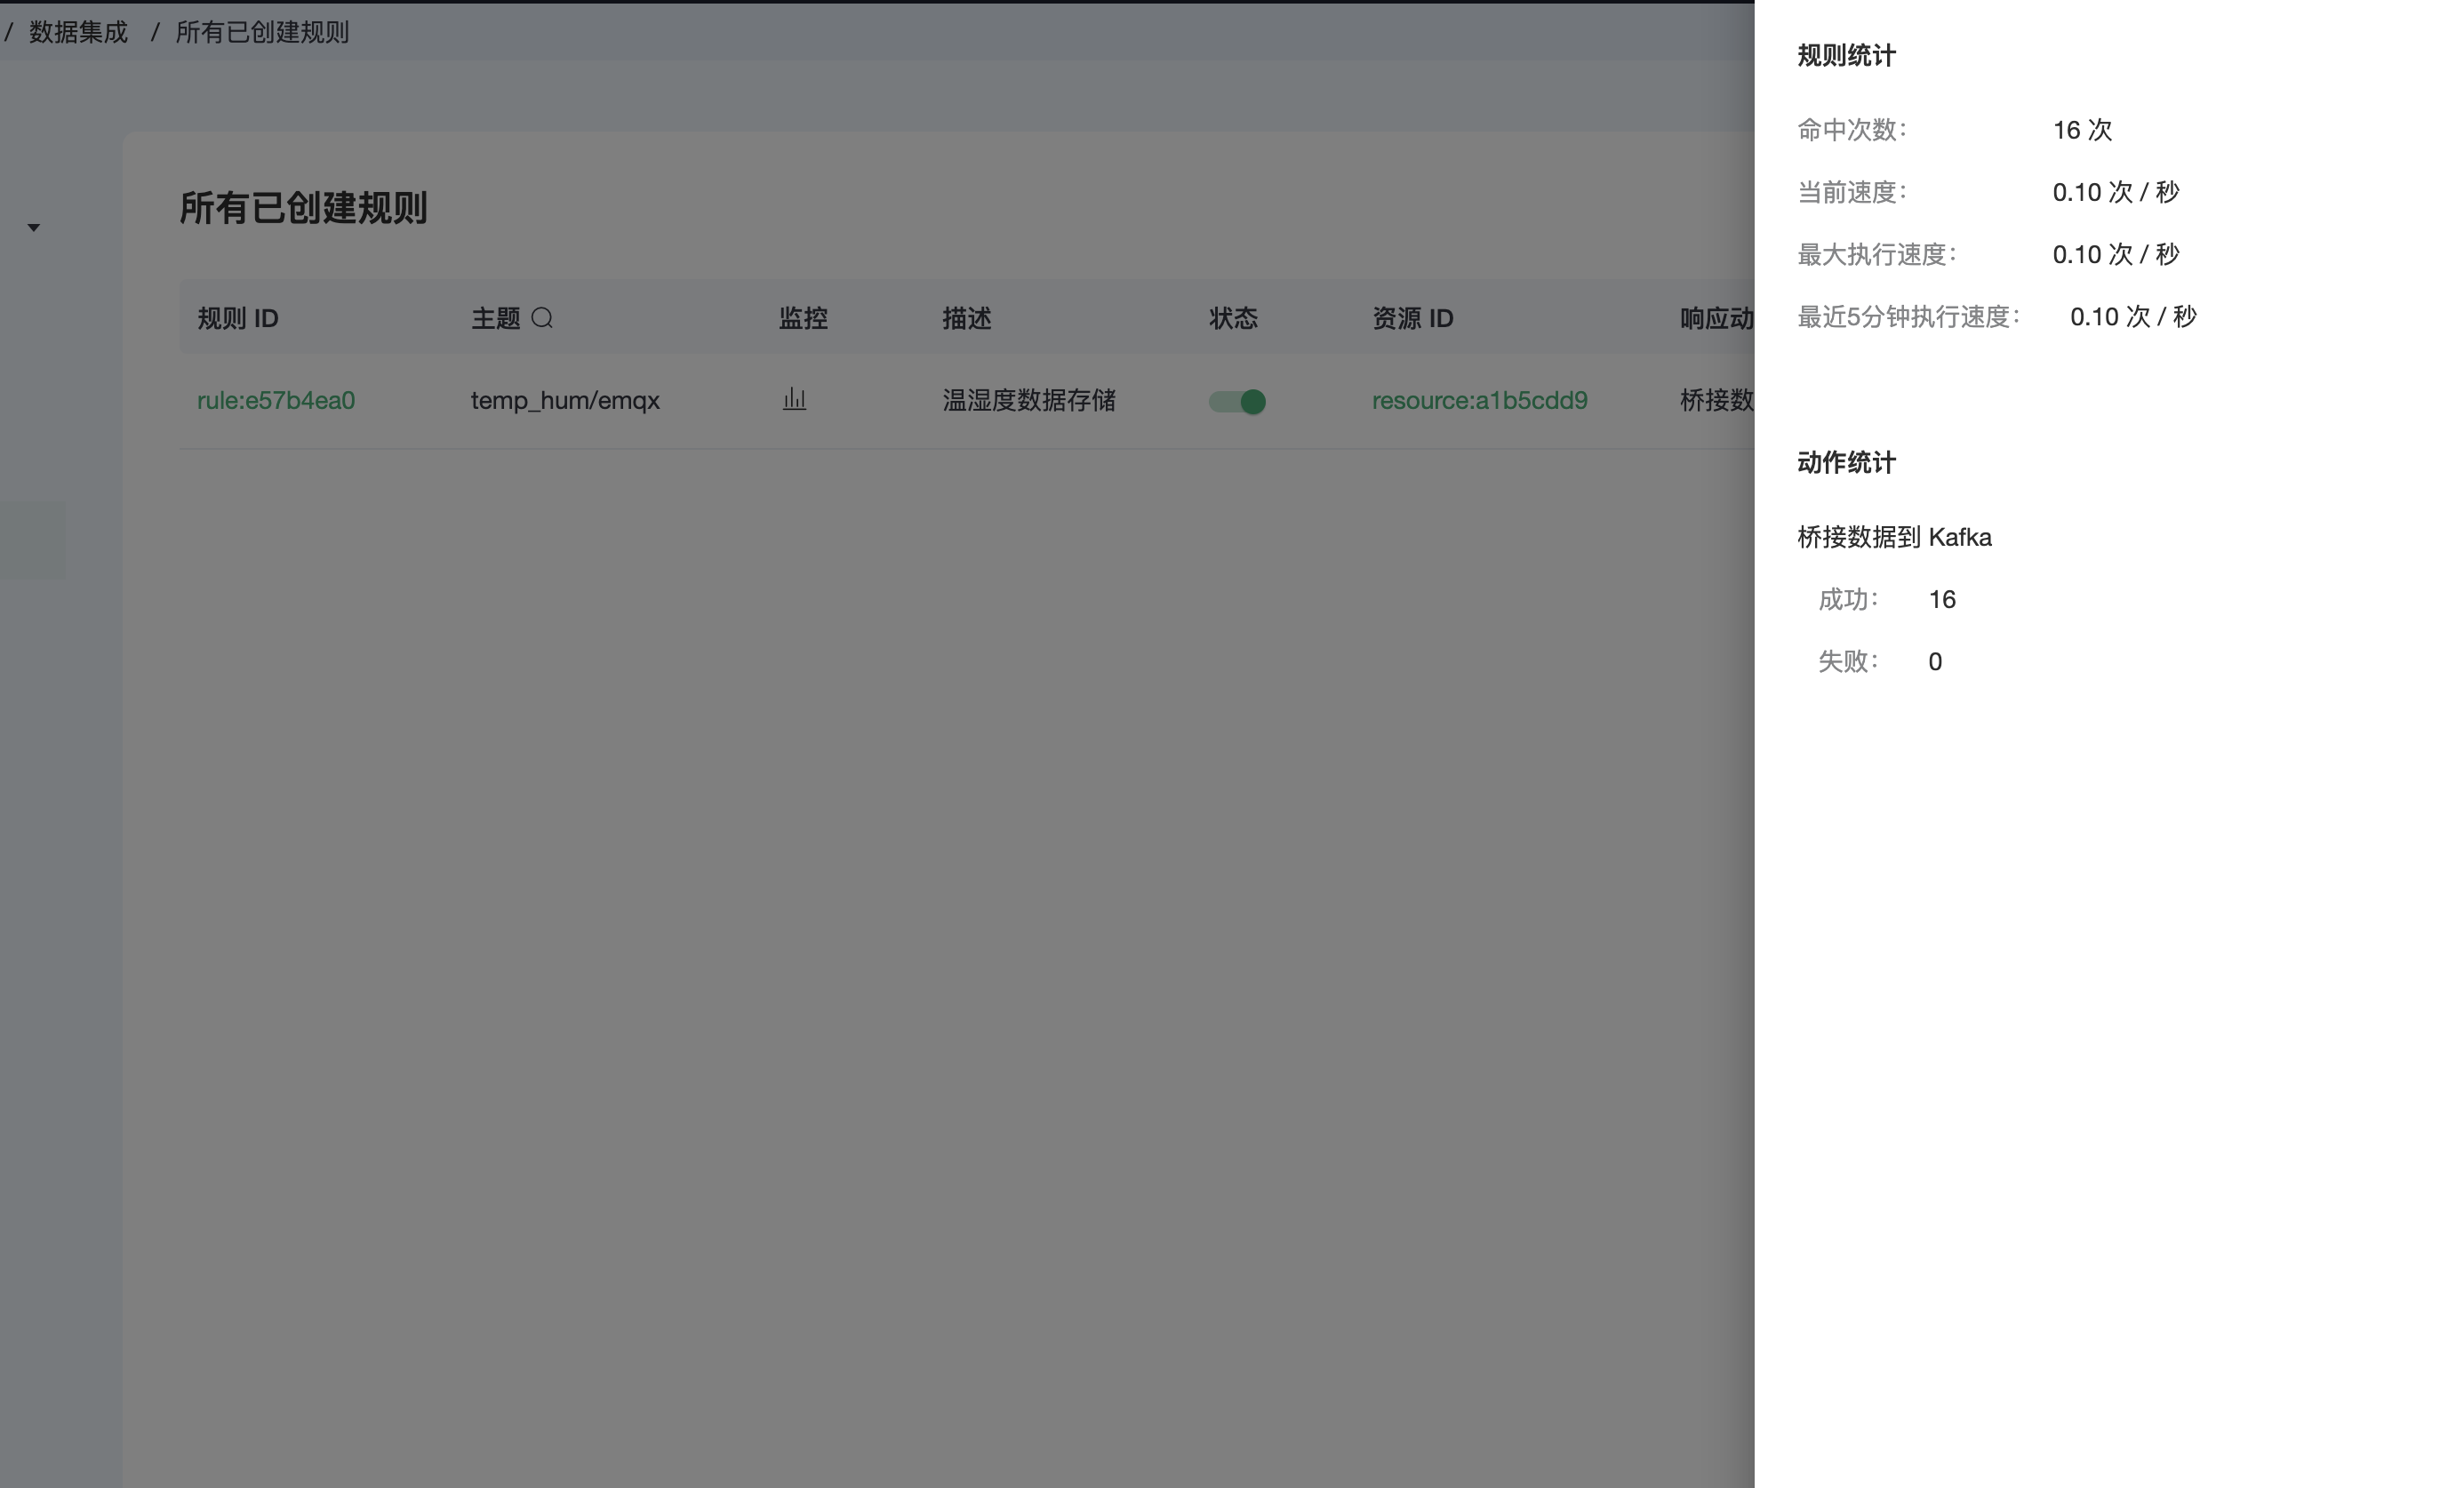 / 数据集成 / 所有已创建规则
所有已创建规则
规则 ID 主题 监控 描述 状态 资源 ID 响应动
rule:e57b4ea0 temp_hum/emqx 温湿度数据存储 resource:a1b5cdd9 桥接数
规则统计
命中次数： 16 次
当前速度： 0.10 次 / 秒
最大执行速度： 0.10 次 / 秒
最近5分钟执行速度： 0.10 次 / 秒
动作统计
桥接数据到 Kafka
成功： 16
失败： 0